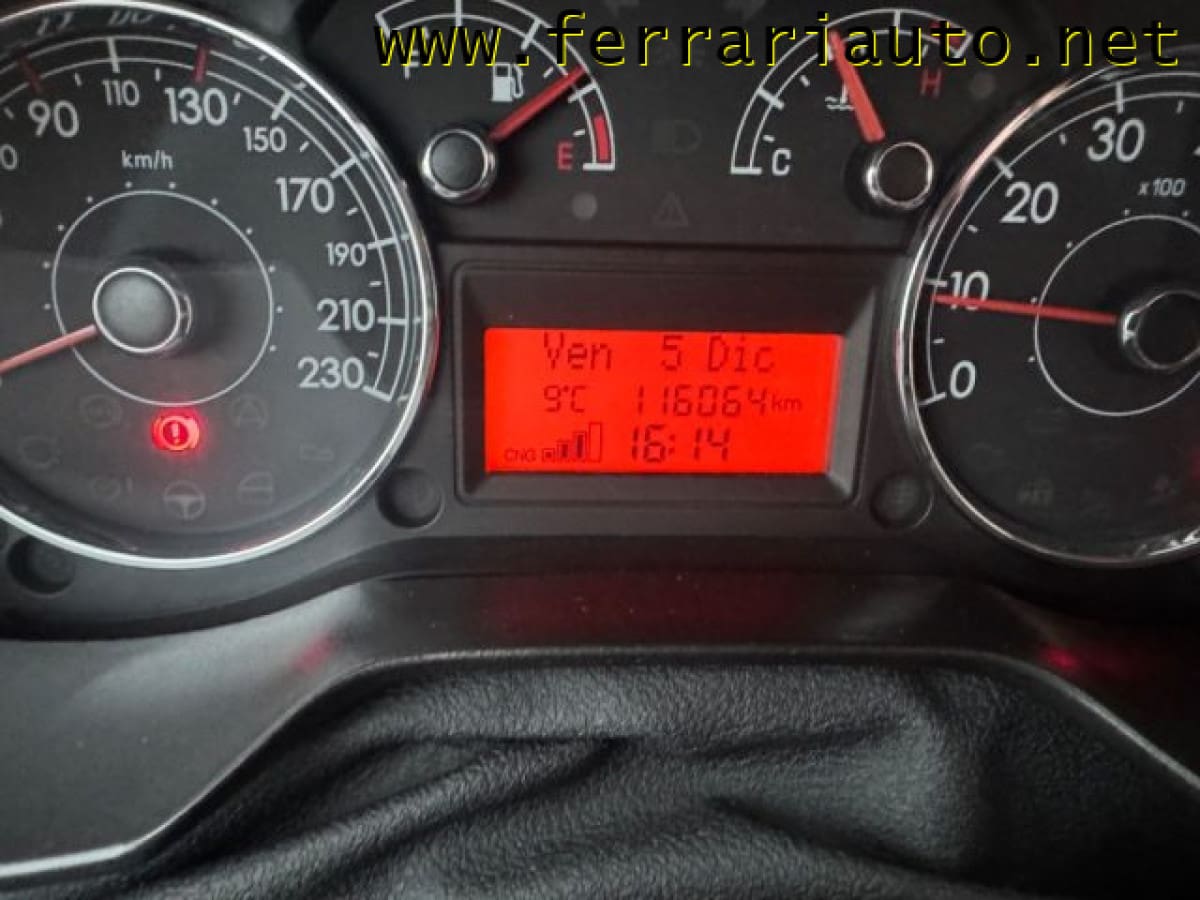 www.ferrariauto.net
F
E
C
H
90
110
130
150
170
190
210
230
km/h
30
20
10
0
x100
Ven 5 Dic
9°C 116064km
CNG 16:14